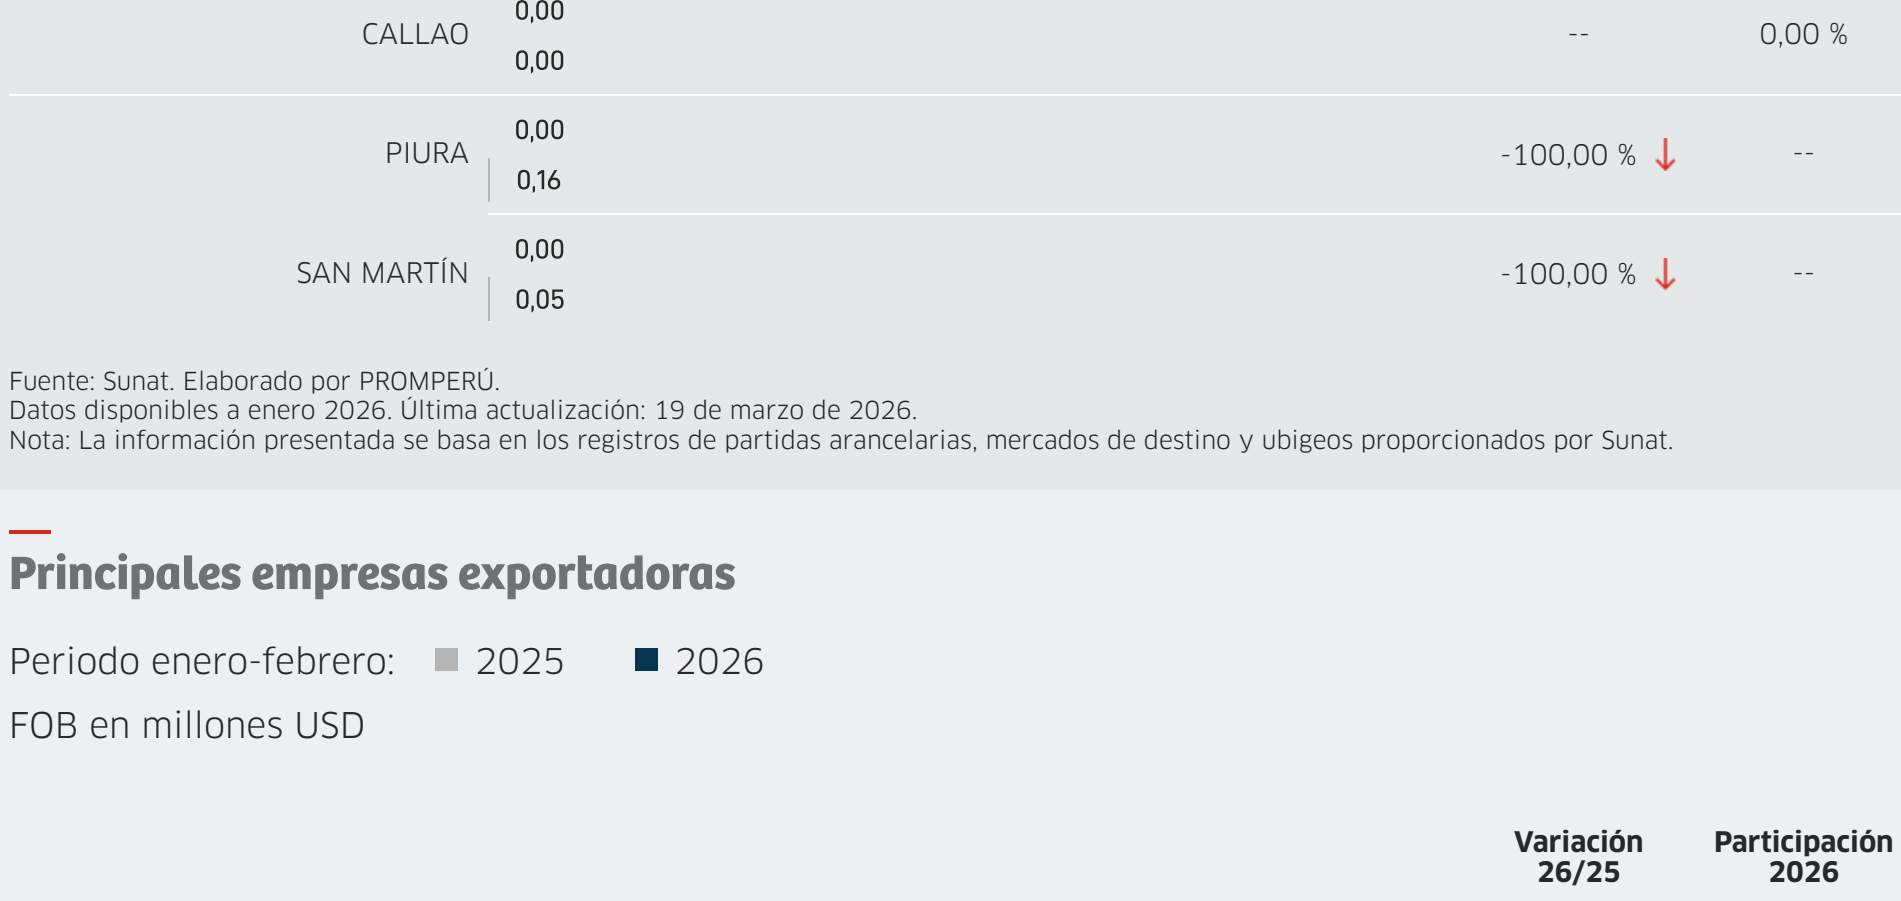 0,00
CALLAO -- 0,00 %
0,00
0,00
PIURA -100,00 % --
0,16
0,00
SAN MARTÍN -100,00 % --
0,05
Fuente: Sunat. Elaborado por PROMPERÚ.
Datos disponibles a enero 2026. Última actualización: 19 de marzo de 2026.
Nota: La información presentada se basa en los registros de partidas arancelarias, mercados de destino y ubigeos proporcionados por Sunat.
Principales empresas exportadoras
Periodo enero-febrero: 2025 2026
FOB en millones USD
Variación Participación
26/25 2026